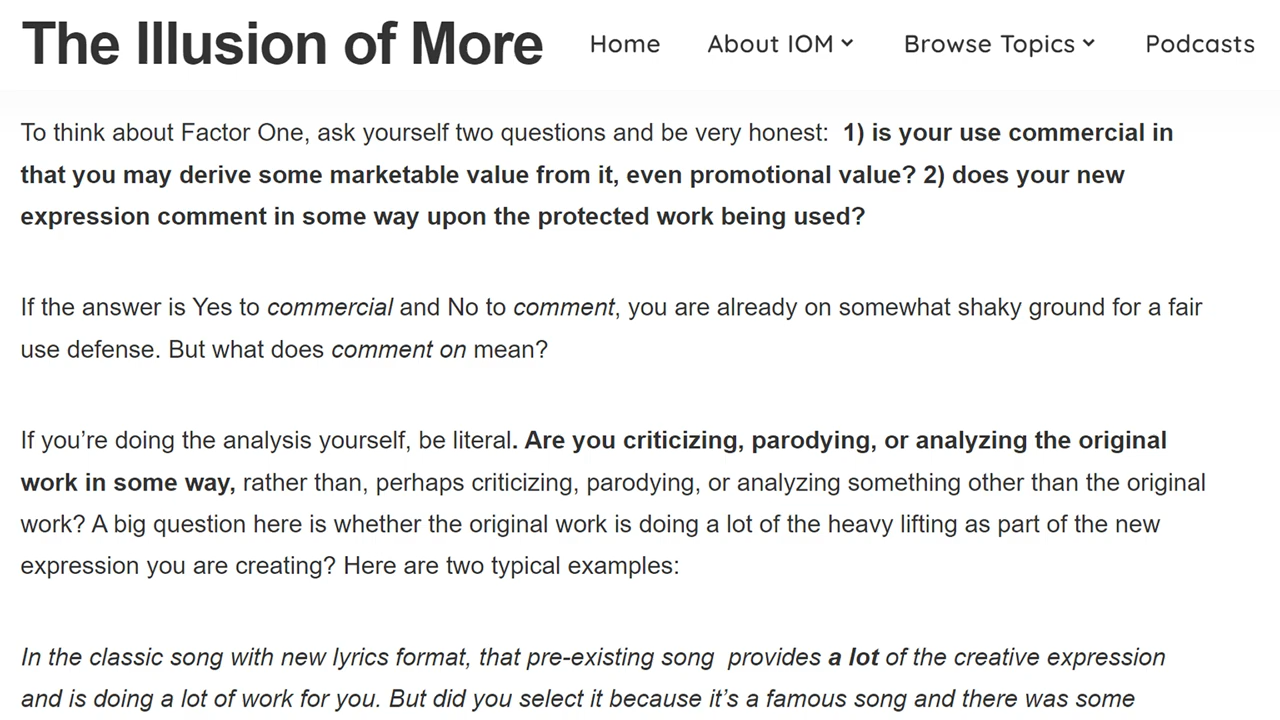 The Illusion of More Home About IOM Browse Topics Podcasts
To think about Factor One, ask yourself two questions and be very honest:  1) is your use commercial in
that you may derive some marketable value from it, even promotional value? 2) does your new
expression comment in some way upon the protected work being used?
If the answer is Yes to commercial and No to comment, you are already on somewhat shaky ground for a fair
use defense. But what does comment on mean?
If you’re doing the analysis yourself, be literal. Are you criticizing, parodying, or analyzing the original
work in some way, rather than, perhaps criticizing, parodying, or analyzing something other than the original
work? A big question here is whether the original work is doing a lot of the heavy lifting as part of the new
expression you are creating? Here are two typical examples:
In the classic song with new lyrics format, that pre-existing song  provides a lot of the creative expression
and is doing a lot of work for you. But did you select it because it’s a famous song and there was some